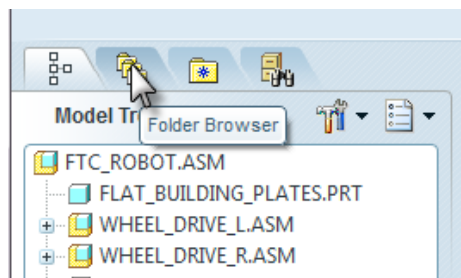 Model Tr
Folder Browser
FTC_ROBOT.ASM
FLAT_BUILDING_PLATES.PRT
WHEEL_DRIVE_L.ASM
WHEEL_DRIVE_R.ASM